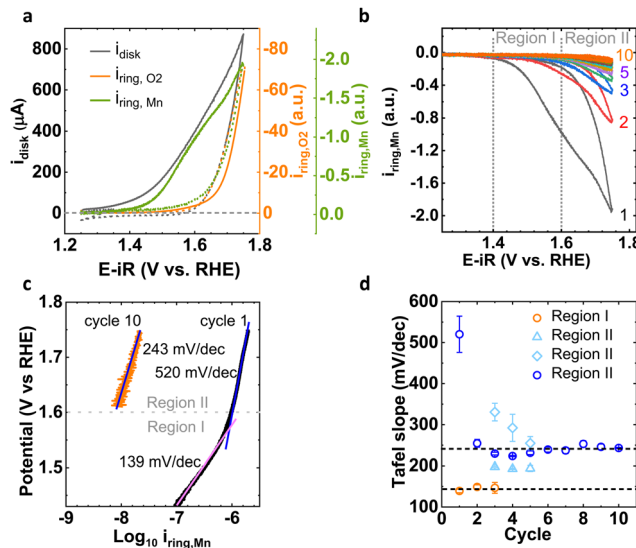 a
i_disk
i_ring, O2
i_ring, Mn
800
600
400
200
0
i_disk (µA)
-80
-60
-40
-20
0
i_ring,O2 (a.u.)
-2.0
-1.5
-1.0
-0.5
0.0
i_ring,Mn (a.u.)
1.2 1.4 1.6 1.8
E-iR (V vs. RHE)
b
Region I Region II
0.0
-0.4
-0.8
-1.2
-1.6
-2.0
i_ring,Mn (a.u.)
10
5
3
2
1
1.4 1.6 1.8
E-iR (V vs. RHE)
c
cycle 10 cycle 1
243 mV/dec
520 mV/dec
Region II
Region I
139 mV/dec
1.8
1.7
1.6
1.5
Potential (V vs RHE)
-9 -8 -7 -6
Log10 i_ring,Mn
d
Region I
Region II
Region II
Region II
600
500
400
300
200
100
Tafel slope (mV/dec)
0 2 4 6 8 10
Cycle